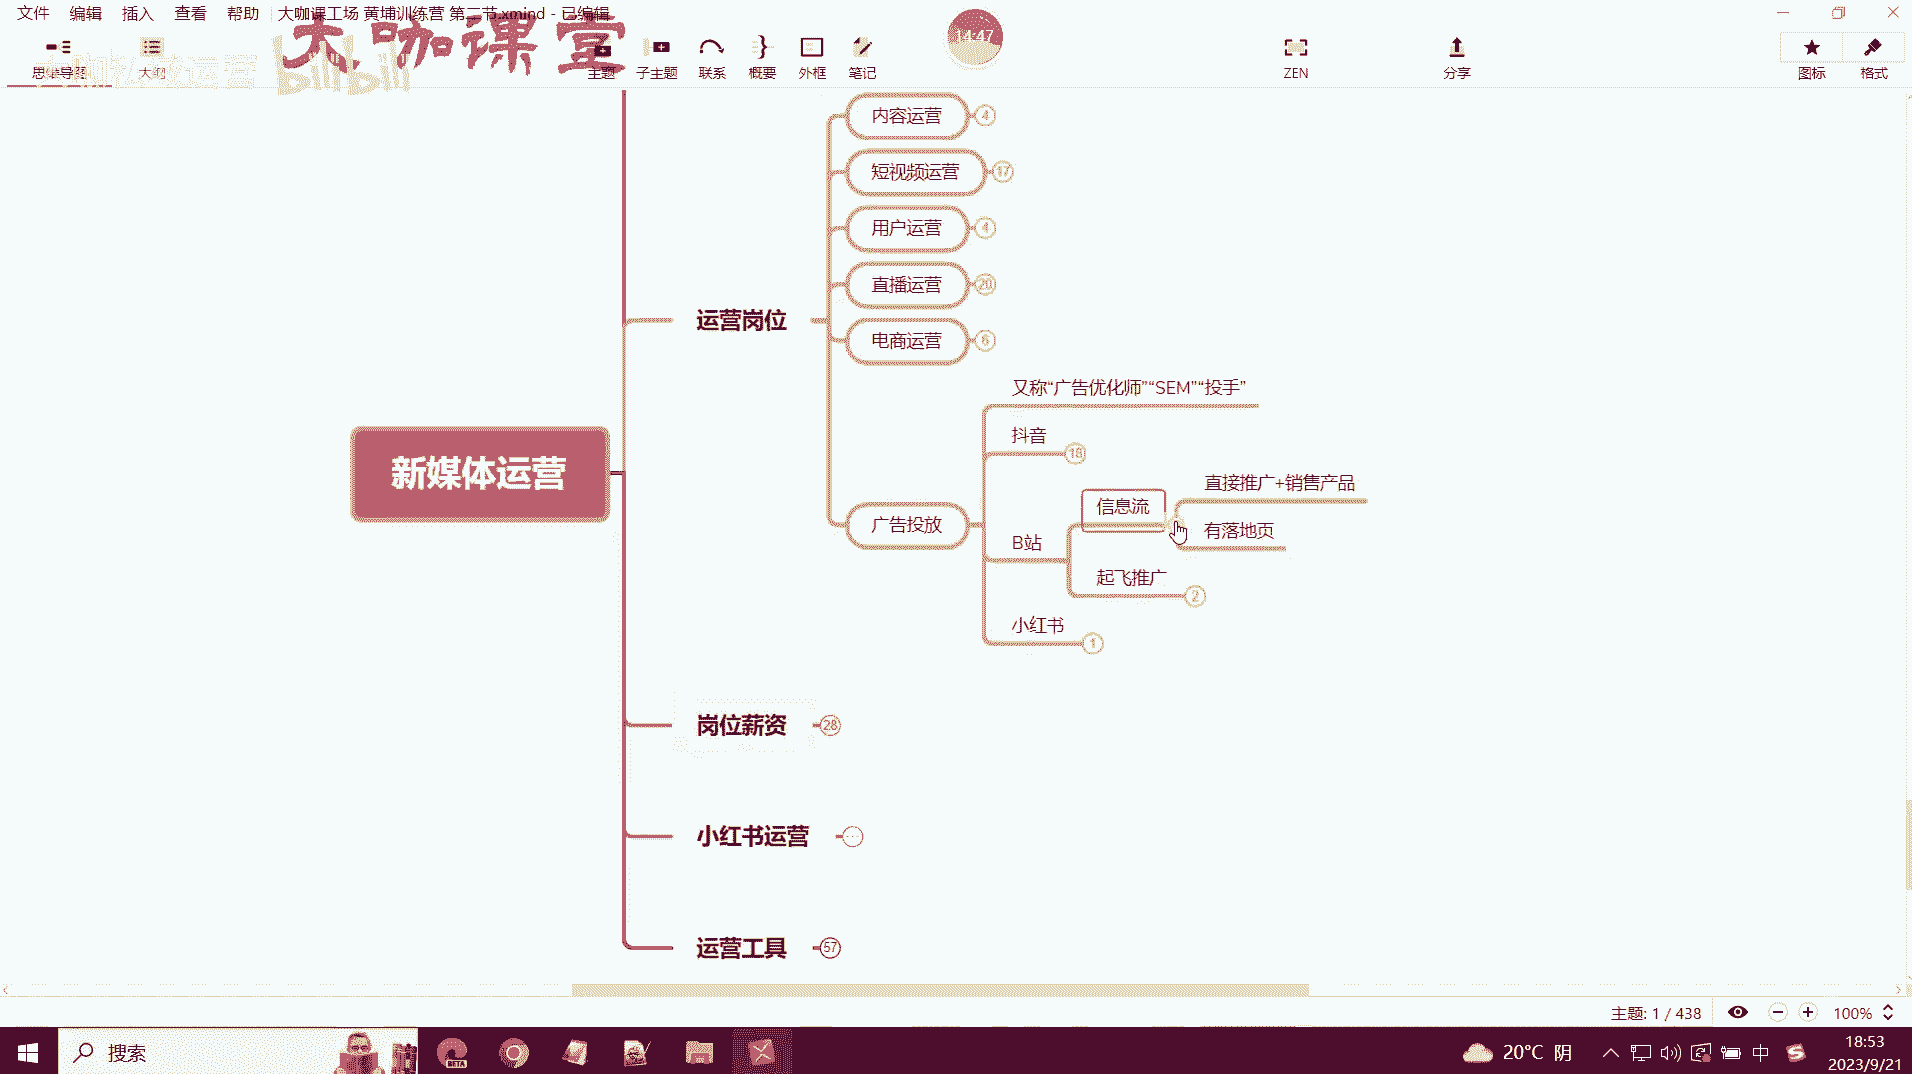 文件 编辑 插入 查看 帮助 大咖课工场 黄埔训练营 第二节.xmind - 已编辑
大咖课堂
bilibili
14:47
思维导图 大纲 主题 子主题 联系 概要 外框 笔记 ZEN 分享 图标 格式
内容运营 4
短视频运营 17
用户运营 4
直播运营 20
运营岗位
电商运营 6
又称“广告优化师”“SEM”“投手”
抖音 18
新媒体运营
直接推广+销售产品
信息流
广告投放
有落地页
B站
起飞推广 2
小红书 1
岗位薪资 28
小红书运营 ...
运营工具 57
主题: 1 / 438 100%
搜索
BETA
20°C 阴
中
18:53
2023/9/21